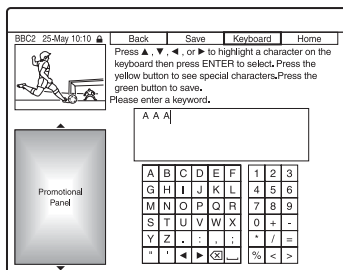 BBC2 25-May 10:10
Back Save Keyboard Home
Press ▲, ▼, ◄, or ► to highlight a character on the
keyboard then press ENTER to select. Press the
yellow button to see special characters.Press the
green button to save.
Please enter a keyword.
A A A
Promotional
Panel
A B C D E F 1 2 3
G H I J K L 4 5 6
M N O P Q R 7 8 9
S T U V W X 0 + -
Y Z . : , ; * / =
" ' ◄ ► ⌫ ⎵ % < >